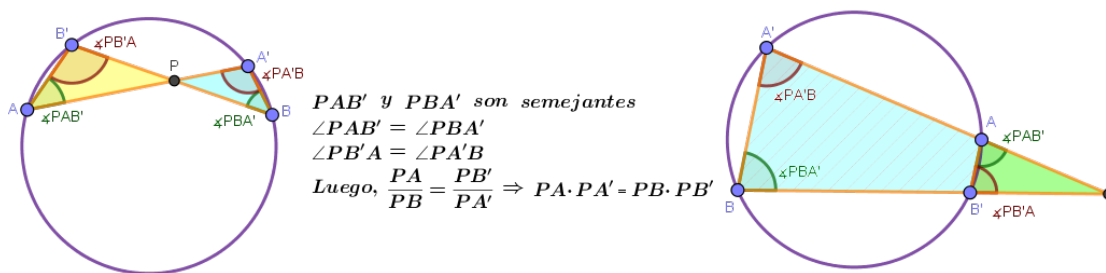 B'
∡PB'A
A
∡PAB'
P
A'
∡PA'B
B
∡PBA'
PAB' y PBA' son semejantes
∠PAB' = ∠PBA'
∠PB'A = ∠PA'B
Luego, PA/PB = PB'/PA' ⇒ PA·PA' = PB·PB'
A'
∡PA'B
∡PBA'
B
A
∡PAB'
B'
∡PB'A